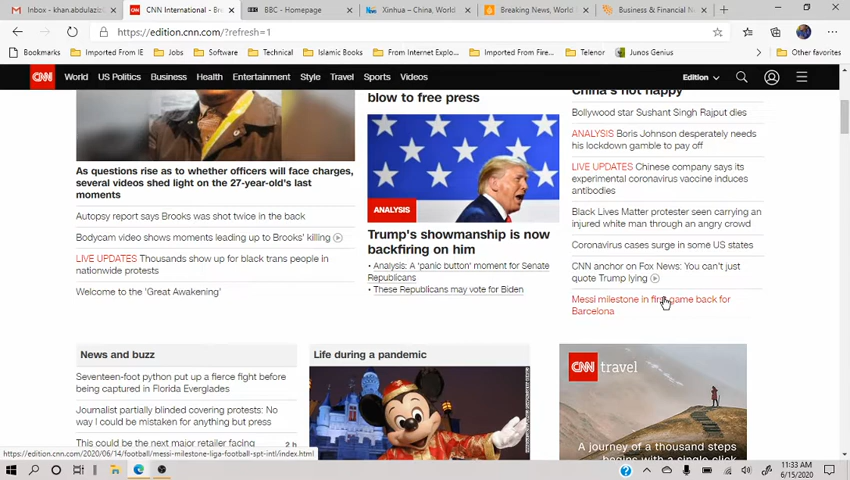 Inbox - khan.abdulazi
CNN International - Bre
BBC - Homepage
Xinhua – China, World
Breaking News, World
Business & Financial N
https://edition.cnn.com/?refresh=1
Bookmarks
Imported From IE
Jobs
Software
Technical
Islamic Books
From Internet Explo...
Imported From Fire...
Telenor
Junos Genius
Other favorites
CNN
World
US Politics
Business
Health
Entertainment
Style
Travel
Sports
Videos
Edition
As questions rise as to whether officers will face charges,
several videos shed light on the 27-year-old's last
moments
Autopsy report says Brooks was shot twice in the back
Bodycam video shows moments leading up to Brooks' killing
LIVE UPDATES Thousands show up for black trans people in
nationwide protests
Welcome to the 'Great Awakening'
blow to free press
ANALYSIS
Trump's showmanship is now
backfiring on him
• Analysis: A 'panic button' moment for Senate
Republicans
• These Republicans may vote for Biden
China's not happy
Bollywood star Sushant Singh Rajput dies
ANALYSIS Boris Johnson desperately needs
his lockdown gamble to pay off
LIVE UPDATES Chinese company says its
experimental coronavirus vaccine induces
antibodies
Black Lives Matter protester seen carrying an
injured white man through an angry crowd
Coronavirus cases surge in some US states
CNN anchor on Fox News: You can't just
quote Trump lying
Messi milestone in first game back for
Barcelona
News and buzz
Seventeen-foot python put up a fierce fight before
being captured in Florida Everglades
Journalist partially blinded covering protests: No
way I could be mistaken for anything but press
This could be the next major retailer facing
2 h
Life during a pandemic
CNN travel
A journey of a thousand steps
begins with a single click
https://edition.cnn.com/2020/06/14/football/messi-milestone-liga-football-spt-intl/index.html
11:33 AM
6/15/2020